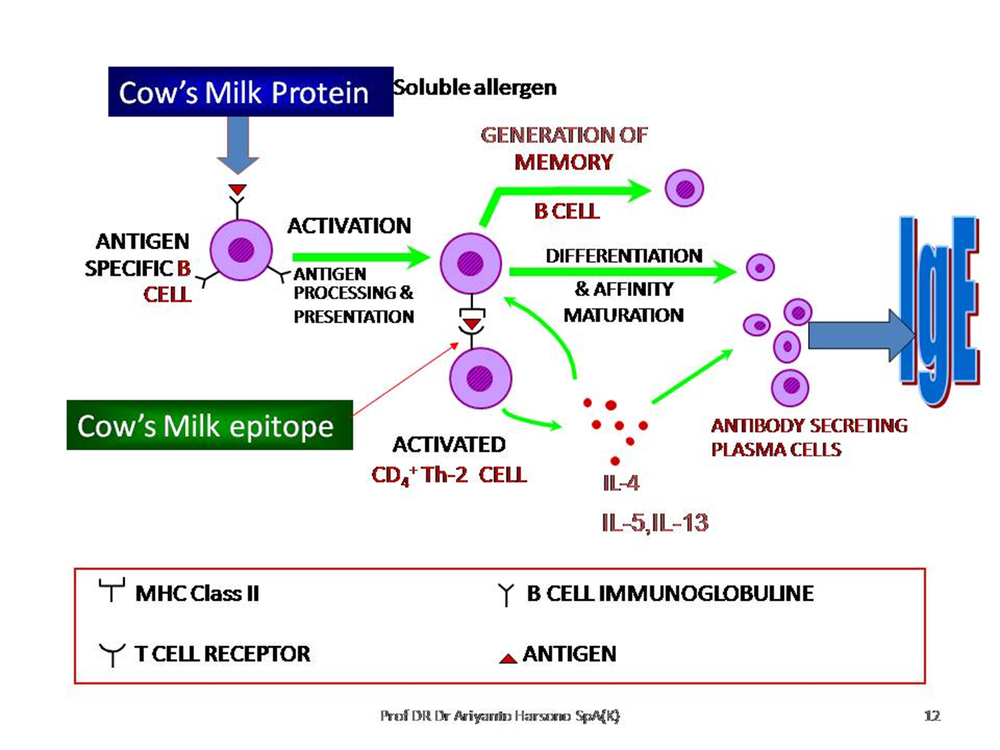 Cow's Milk Protein
Soluble allergen
GENERATION OF
MEMORY
B CELL
ACTIVATION
ANTIGEN
SPECIFIC B
CELL
ANTIGEN
PROCESSING &
PRESENTATION
DIFFERENTIATION
& AFFINITY
MATURATION
IgE
Cow's Milk epitope
ACTIVATED
CD4+ Th-2 CELL
ANTIBODY SECRETING
PLASMA CELLS
IL-4
IL-5,IL-13
MHC Class II
B CELL IMMUNOGLOBULINE
T CELL RECEPTOR
ANTIGEN
Prof DR Dr Ariyanto Harsono SpA(K)
12